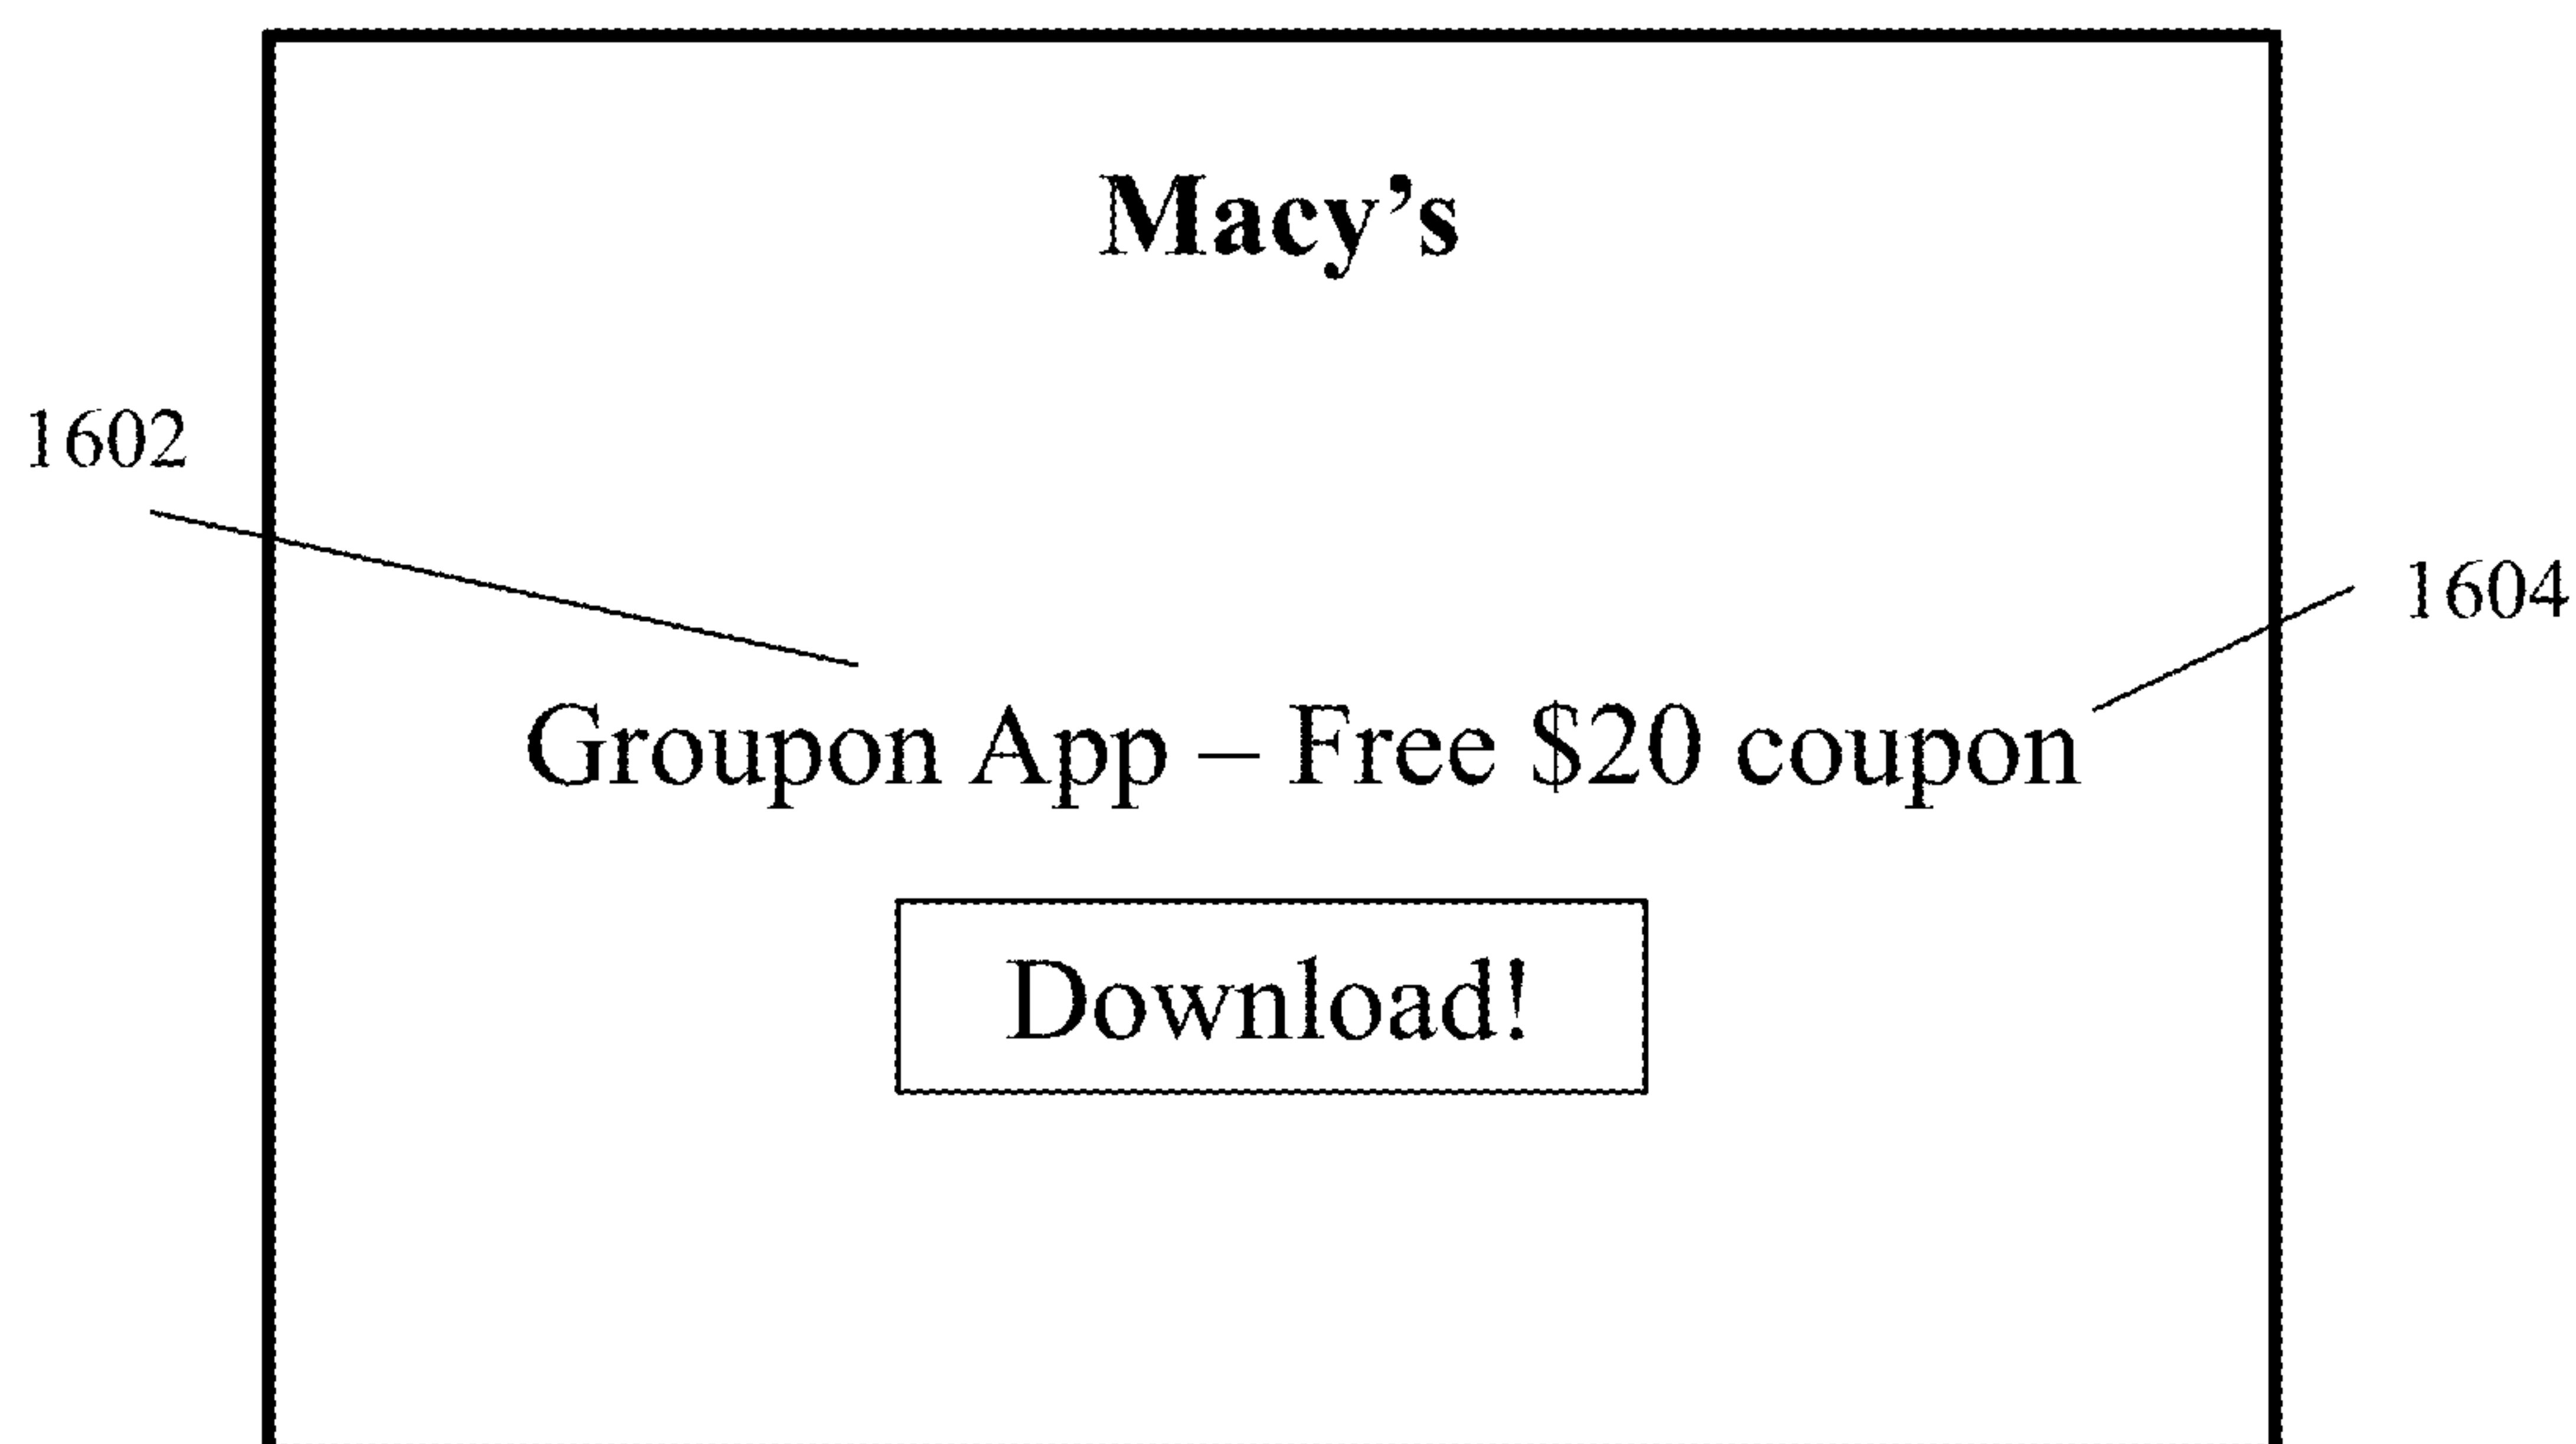 Macy’s
1602
1604
Groupon App – Free $20 coupon
Download!